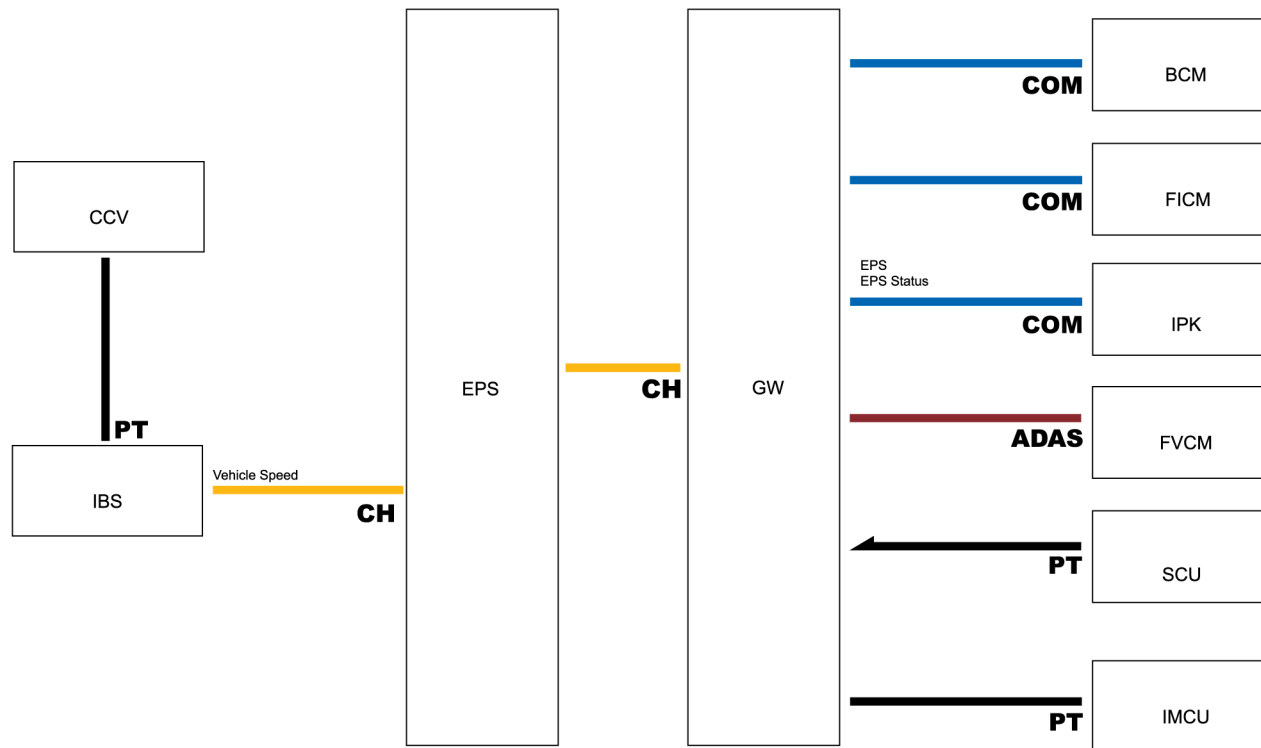 BCM
COM
CCV
FICM
COM
EPS
EPS Status
IPK
COM
EPS
GW
CH
PT
ADAS
FVCM
Vehicle Speed
IBS
CH
PT
SCU
IMCU
PT